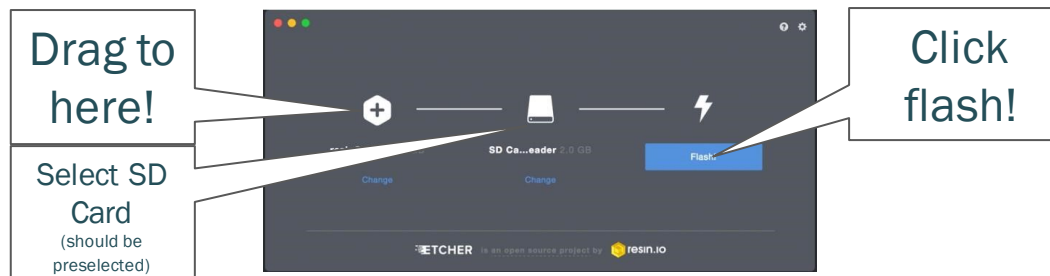 Drag to
here!
Select SD
Card
(should be
preselected)
Click
flash!
SD Ca...eader 2.0 GB
Flash!
Change
Change
ETCHER is an open source project by resin.io